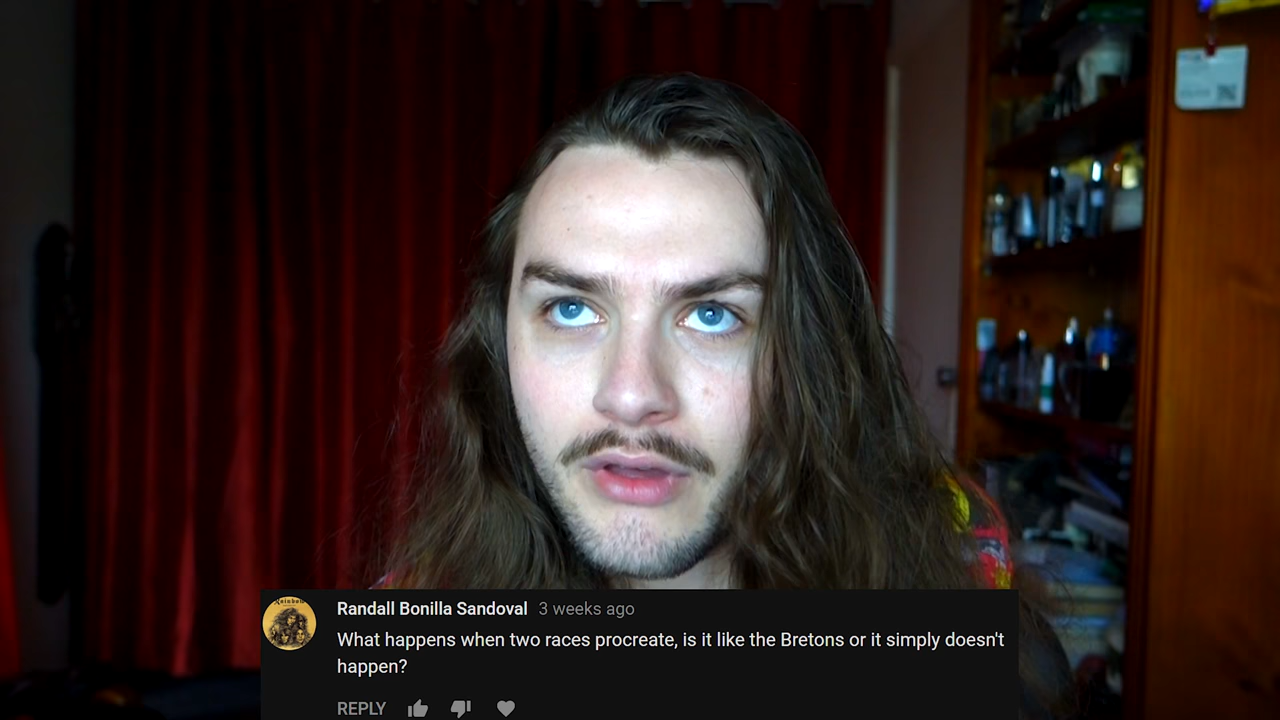 Rainbow
Randall Bonilla Sandoval 3 weeks ago
What happens when two races procreate, is it like the Bretons or it simply doesn't
happen?
REPLY